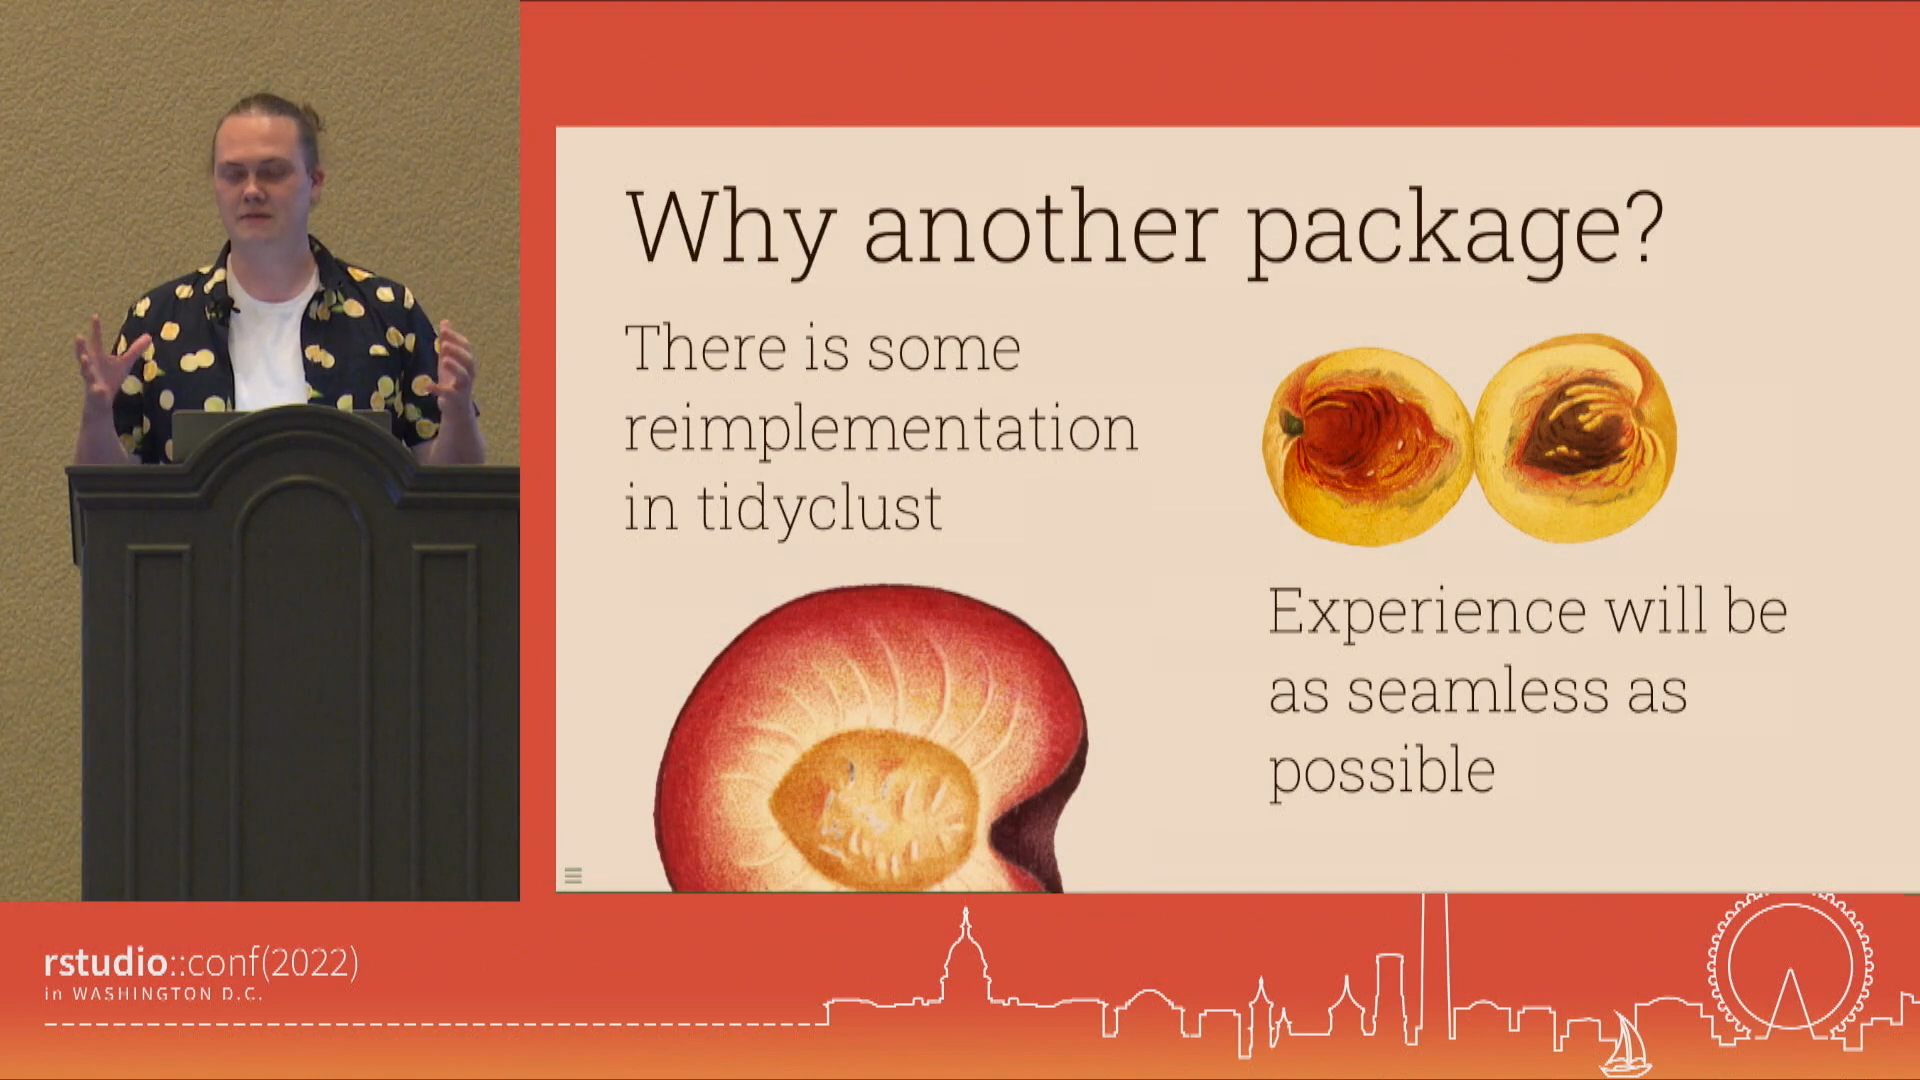 Why another package?
There is some
reimplementation
in tidyclust
Experience will be
as seamless as
possible
rstudio::conf(2022)
in WASHINGTON D.C.